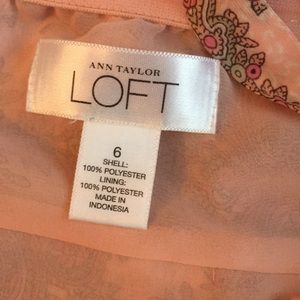 ANN TAYLOR
LOFT
6
SHELL:
100% POLYESTER
LINING:
100% POLYESTER
MADE IN
INDONESIA